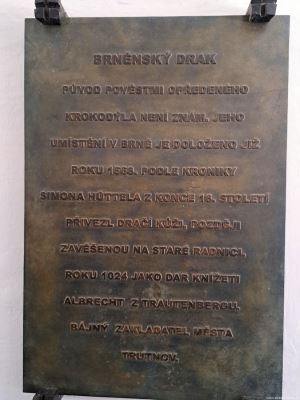 BRNĚNSKÝ DRAK
PŮVOD POVĚSTMI OPŘEDENÉHO
KROKODÝLA NENÍ ZNÁM. JEHO
UMÍSTĚNÍ V BRNĚ JE DOLOŽENO JIŽ
ROKU 1568. PODLE KRONIKY
SIMONA HÜTTELA Z KONCE 16. STOLETÍ
PŘIVEZL DRAČÍ KŮŽI, POZDĚJI
ZAVĚŠENOU NA STARÉ RADNICI,
ROKU 1024 JAKO DAR KNÍŽETI
ALBRECHT Z TRAUTENBERGU,
BÁJNÝ ZAKLADATEL MĚSTA
TRUTNOV.